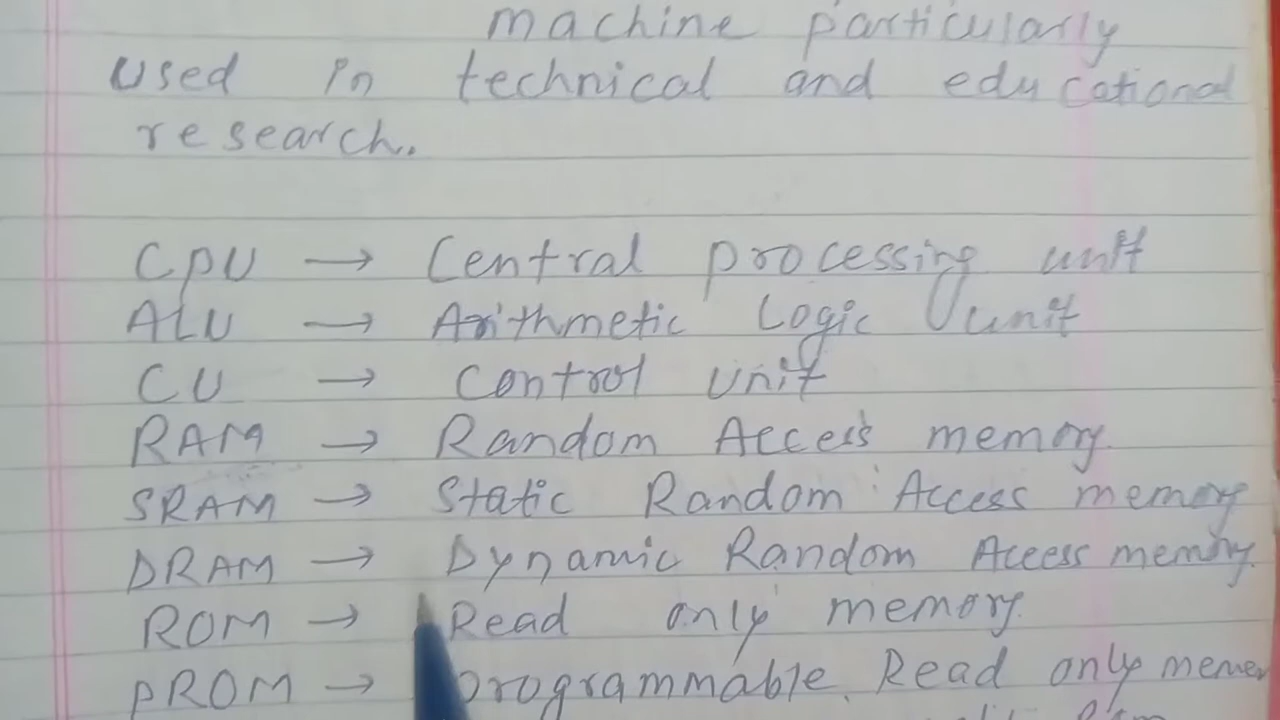 machine particularly
used in technical and educational
research.
CPU → Central processing unit
ALU → Arithmetic Logic unit
CU → Control unit
RAM → Random Access memory
SRAM → Static Random Access memory
DRAM → Dynamic Random Access memory.
ROM → Read only memory.
PROM → programmable Read only